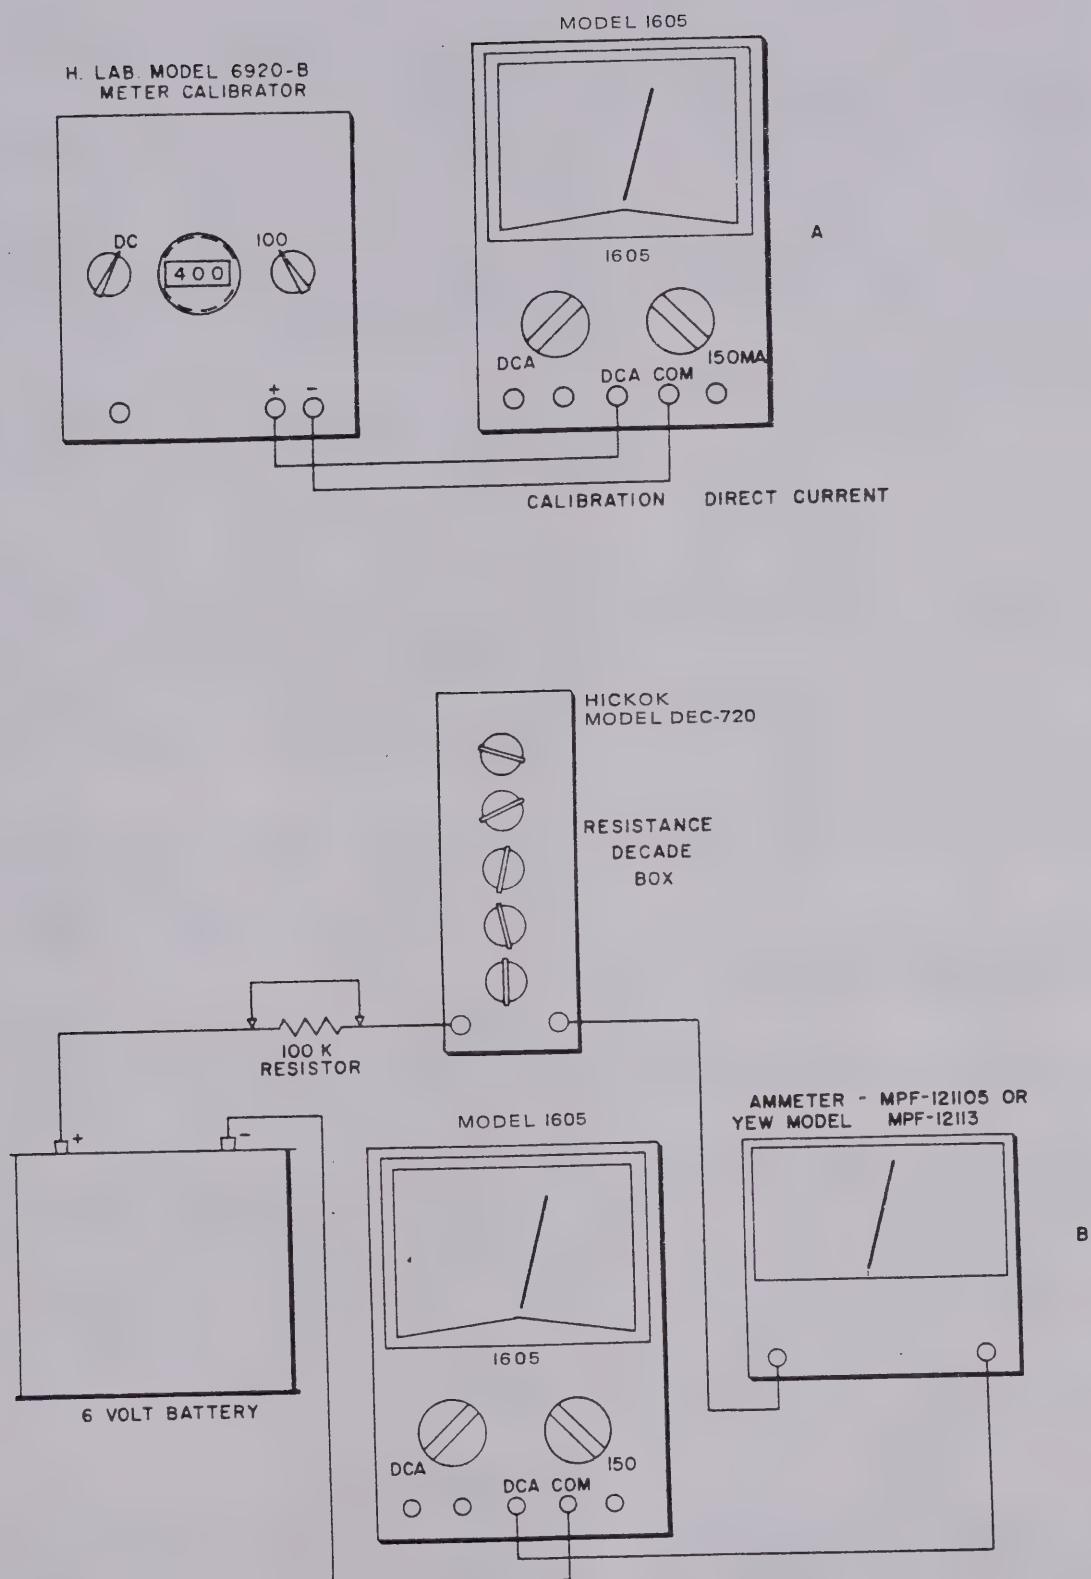 MODEL 1605
H. LAB. MODEL 6920-B
METER CALIBRATOR
DC
400
100
+ -
1605
DCA
150MA
DCA COM
A
CALIBRATION DIRECT CURRENT
HICKOK
MODEL DEC-720
RESISTANCE
DECADE
BOX
100 K
RESISTOR
+ -
6 VOLT BATTERY
MODEL 1605
1605
DCA
150
DCA COM
AMMETER - MPF-121105 OR
YEW MODEL MPF-12113
B